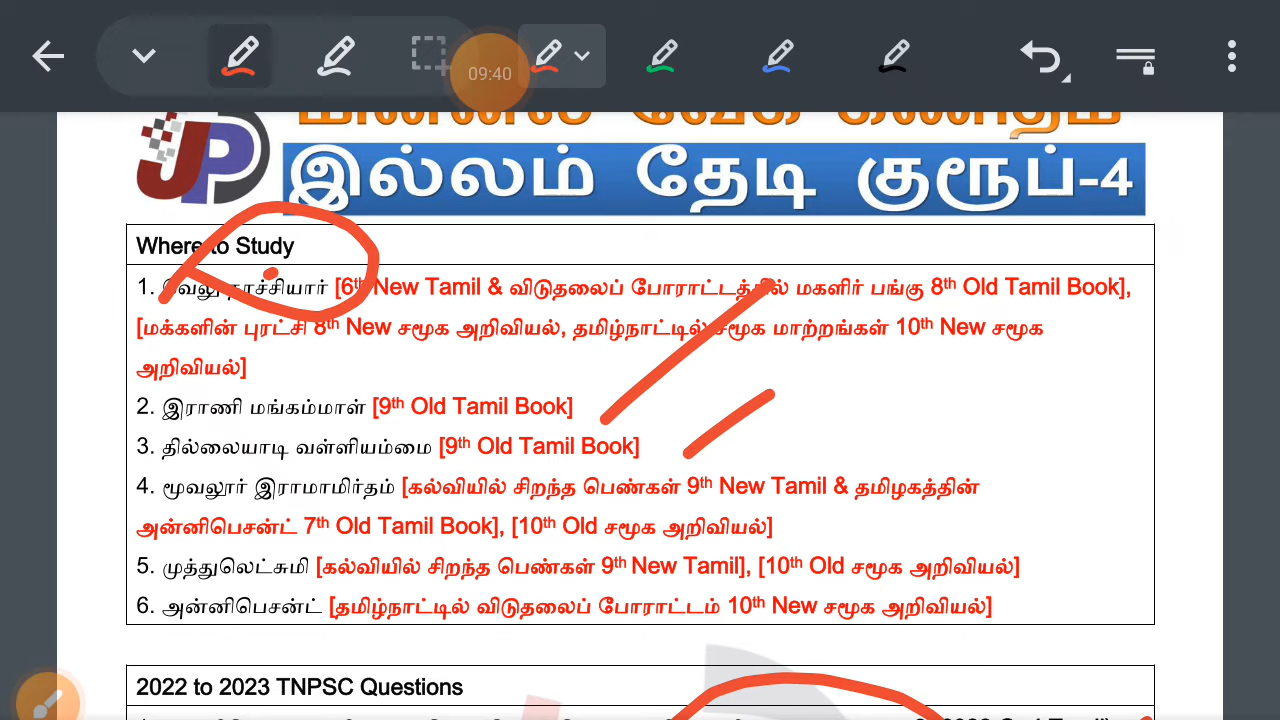 09:40
மின்னல் வேக கணிதம்
JP
இல்லம் தேடி குரூப்-4
Where to Study
1. வேலு நாச்சியார் [6th New Tamil & விடுதலைப் போராட்டத்தில் மகளிர் பங்கு 8th Old Tamil Book],
[மக்களின் புரட்சி 8th New சமூக அறிவியல், தமிழ்நாட்டில் சமூக மாற்றங்கள் 10th New சமூக
அறிவியல்]
2. இராணி மங்கம்மாள் [9th Old Tamil Book]
3. தில்லையாடி வள்ளியம்மை [9th Old Tamil Book]
4. மூவலூர் இராமாமிர்தம் [கல்வியில் சிறந்த பெண்கள் 9th New Tamil & தமிழகத்தின்
அன்னிபெசன்ட் 7th Old Tamil Book], [10th Old சமூக அறிவியல்]
5. முத்துலெட்சுமி [கல்வியில் சிறந்த பெண்கள் 9th New Tamil], [10th Old சமூக அறிவியல்]
6. அன்னிபெசன்ட் [தமிழ்நாட்டில் விடுதலைப் போராட்டம் 10th New சமூக அறிவியல்]
2022 to 2023 TNPSC Questions